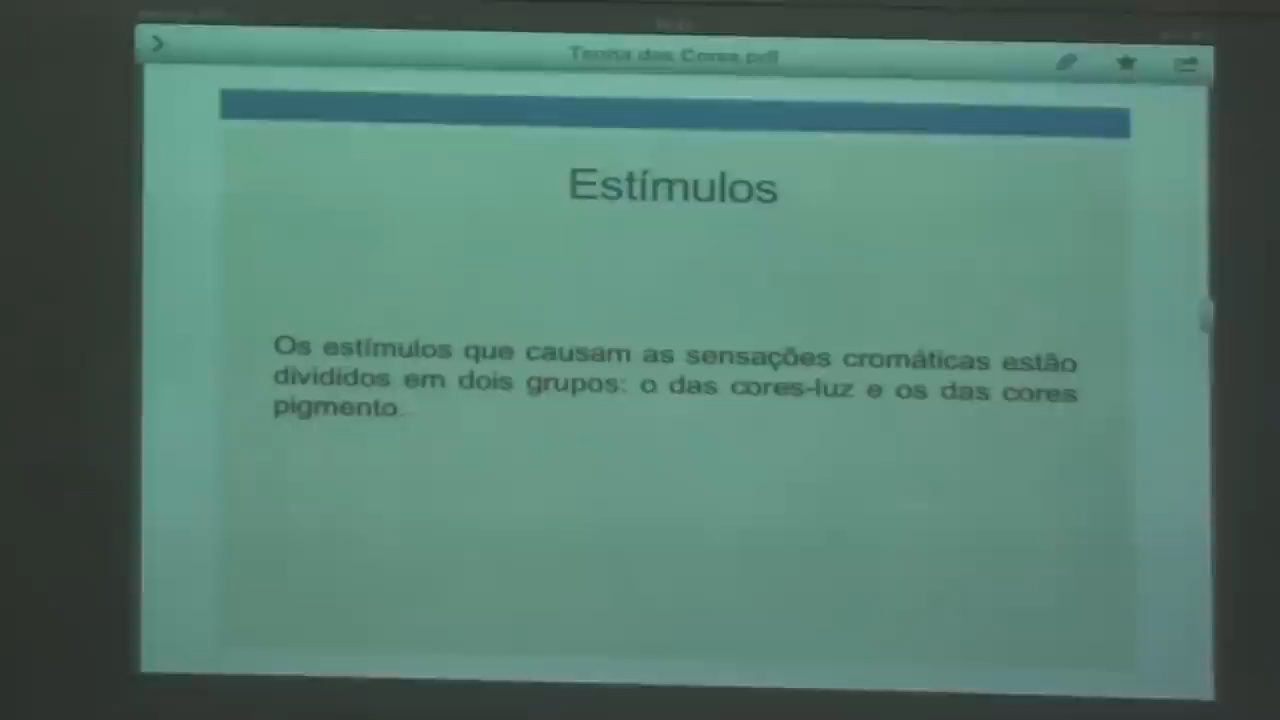 Teoria das Cores.pdf
Estímulos
Os estímulos que causam as sensações cromáticas estão
divididos em dois grupos: o das cores-luz e os das cores
pigmento.